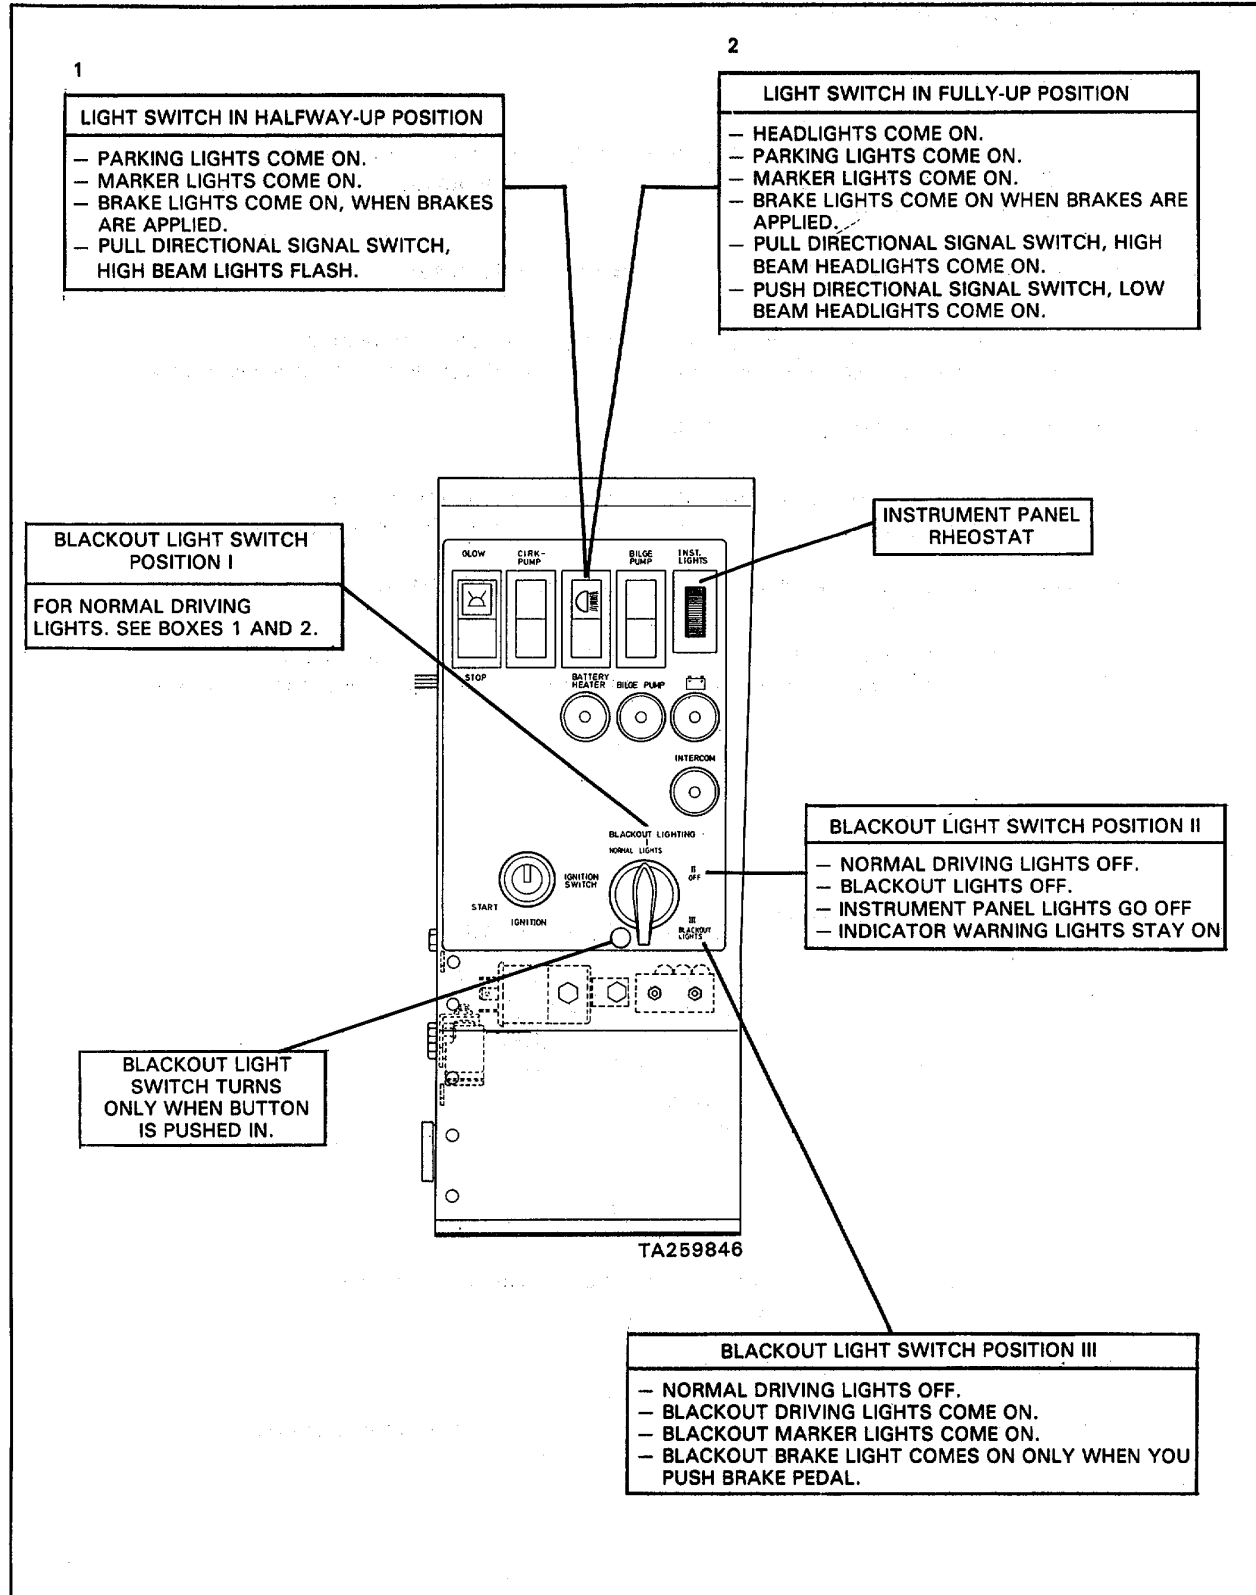 1
LIGHT SWITCH IN HALFWAY-UP POSITION
— PARKING LIGHTS COME ON.
— MARKER LIGHTS COME ON.
— BRAKE LIGHTS COME ON, WHEN BRAKES
ARE APPLIED.
— PULL DIRECTIONAL SIGNAL SWITCH,
HIGH BEAM LIGHTS FLASH.
2
LIGHT SWITCH IN FULLY-UP POSITION
— HEADLIGHTS COME ON.
— PARKING LIGHTS COME ON.
— MARKER LIGHTS COME ON.
— BRAKE LIGHTS COME ON WHEN BRAKES ARE
APPLIED.
— PULL DIRECTIONAL SIGNAL SWITCH, HIGH
BEAM HEADLIGHTS COME ON.
— PUSH DIRECTIONAL SIGNAL SWITCH, LOW
BEAM HEADLIGHTS COME ON.
BLACKOUT LIGHT SWITCH
POSITION I
FOR NORMAL DRIVING
LIGHTS. SEE BOXES 1 AND 2.
INSTRUMENT PANEL
RHEOSTAT
GLOW
CIRK-
PUMP
BILGE
PUMP
INST.
LIGHTS
STOP
BATTERY
HEATER
BILGE PUMP
INTERCOM
BLACKOUT LIGHTING
I
NORMAL LIGHTS
II
OFF
III
BLACKOUT
LIGHTS
IGNITION
SWITCH
START
IGNITION
BLACKOUT LIGHT SWITCH POSITION II
— NORMAL DRIVING LIGHTS OFF.
— BLACKOUT LIGHTS OFF.
— INSTRUMENT PANEL LIGHTS GO OFF
— INDICATOR WARNING LIGHTS STAY ON
BLACKOUT LIGHT
SWITCH TURNS
ONLY WHEN BUTTON
IS PUSHED IN.
TA259846
BLACKOUT LIGHT SWITCH POSITION III
— NORMAL DRIVING LIGHTS OFF.
— BLACKOUT DRIVING LIGHTS COME ON.
— BLACKOUT MARKER LIGHTS COME ON.
— BLACKOUT BRAKE LIGHT COMES ON ONLY WHEN YOU
PUSH BRAKE PEDAL.